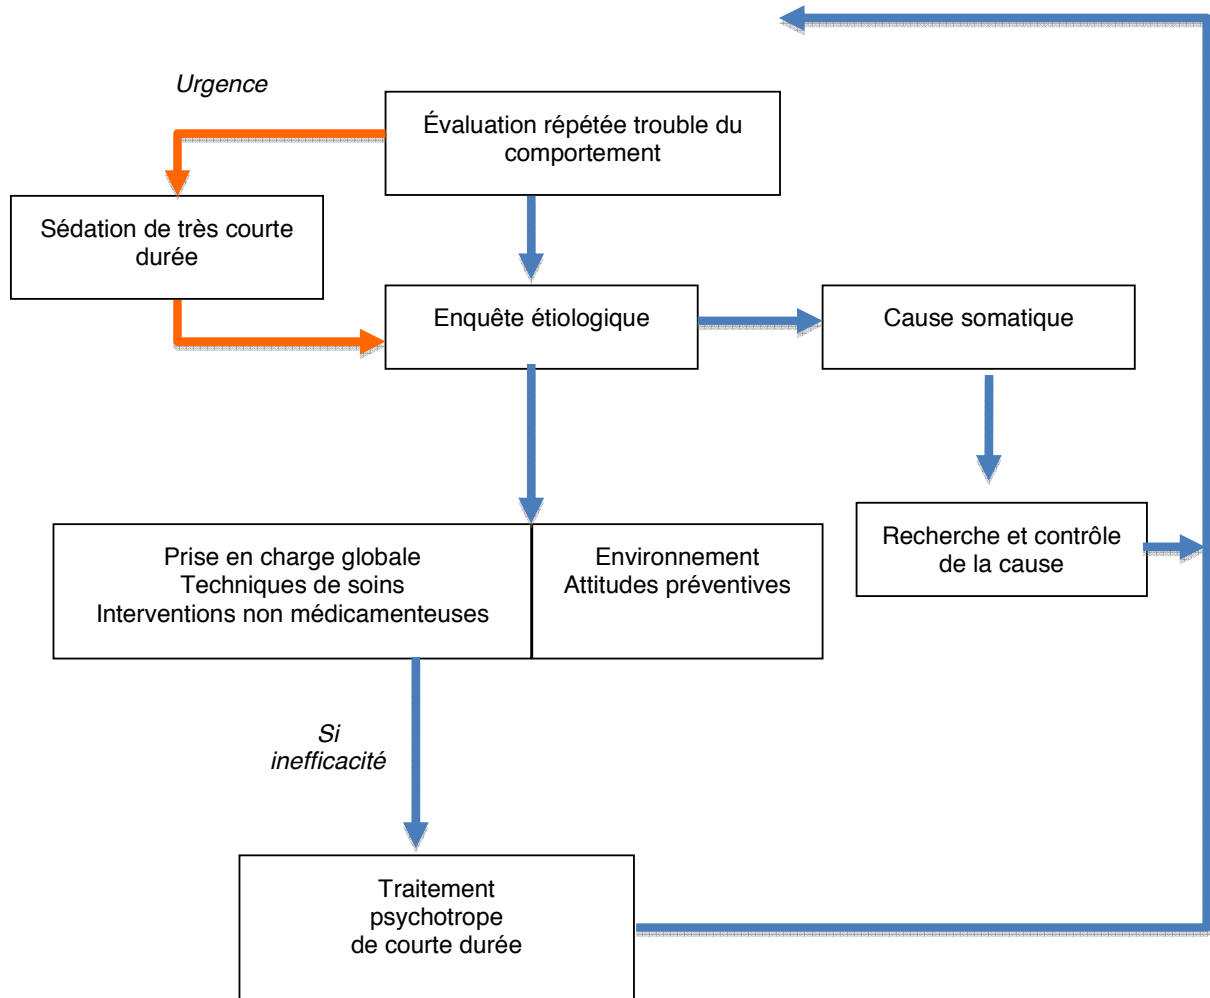 Urgence
Évaluation répétée trouble du
comportement
Sédation de très courte
durée
Enquête étiologique
Cause somatique
Recherche et contrôle
de la cause
Prise en charge globale
Techniques de soins
Interventions non médicamenteuses
Environnement
Attitudes préventives
Si
inefficacité
Traitement
psychotrope
de courte durée